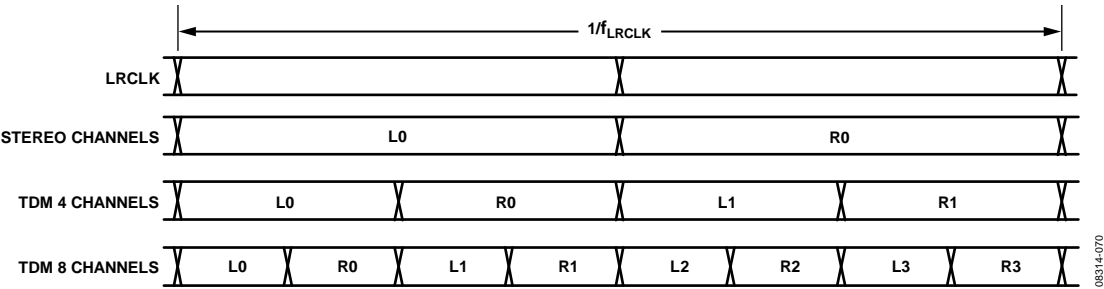 1/fLRCLK
LRCLK
STEREO CHANNELS L0 R0
TDM 4 CHANNELS L0 R0 L1 R1
TDM 8 CHANNELS L0 R0 L1 R1 L2 R2 L3 R3
08314-070